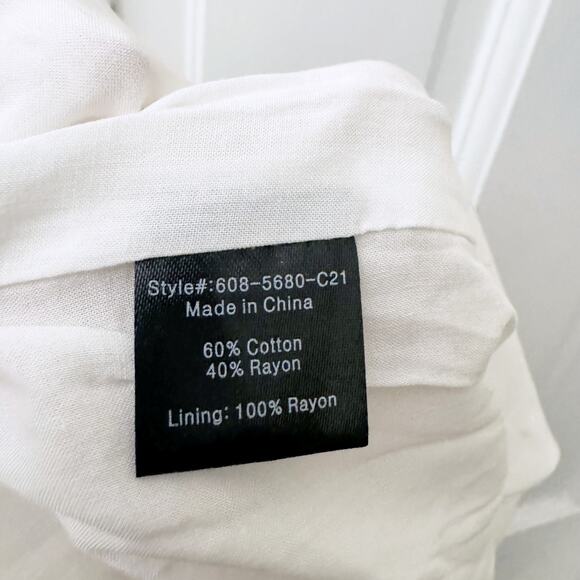 Style#:608-5680-C21
Made in China
60% Cotton
40% Rayon
Lining: 100% Rayon